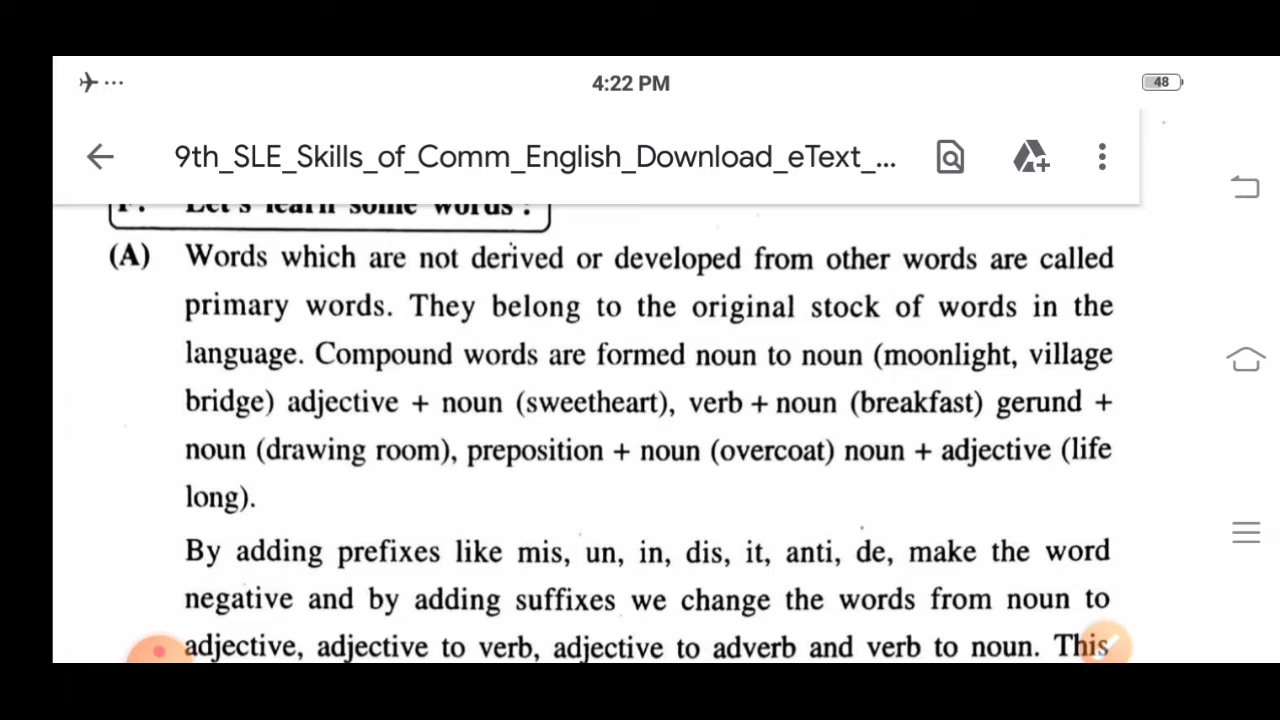 4:22 PM
48
9th_SLE_Skills_of_Comm_English_Download_eText_...
F. Let's learn some words :
(A) Words which are not derived or developed from other words are called
primary words. They belong to the original stock of words in the
language. Compound words are formed noun to noun (moonlight, village
bridge) adjective + noun (sweetheart), verb + noun (breakfast) gerund +
noun (drawing room), preposition + noun (overcoat) noun + adjective (life
long).
By adding prefixes like mis, un, in, dis, it, anti, de, make the word
negative and by adding suffixes we change the words from noun to
adjective, adjective to verb, adjective to adverb and verb to noun. This